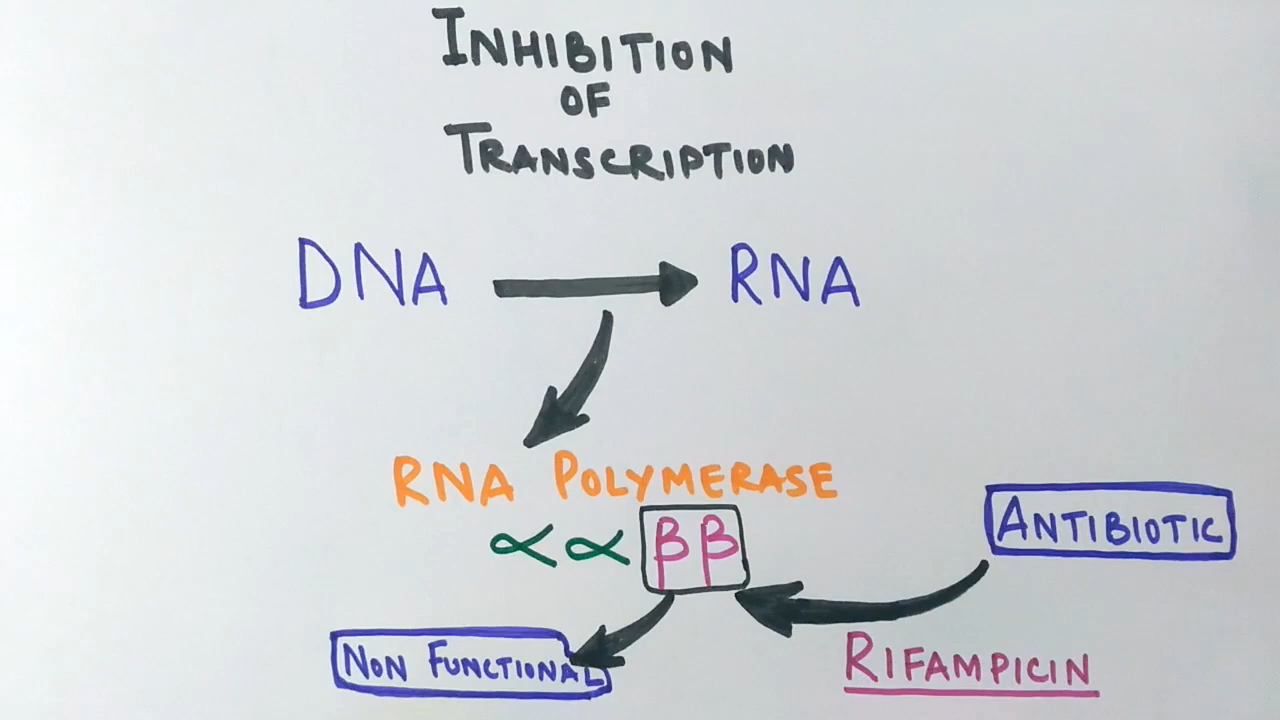 INHIBITION
OF
TRANSCRIPTION
DNA
RNA
RNA POLYMERASE
αα ββ
ANTIBIOTIC
NON FUNCTIONAL
RIFAMPICIN